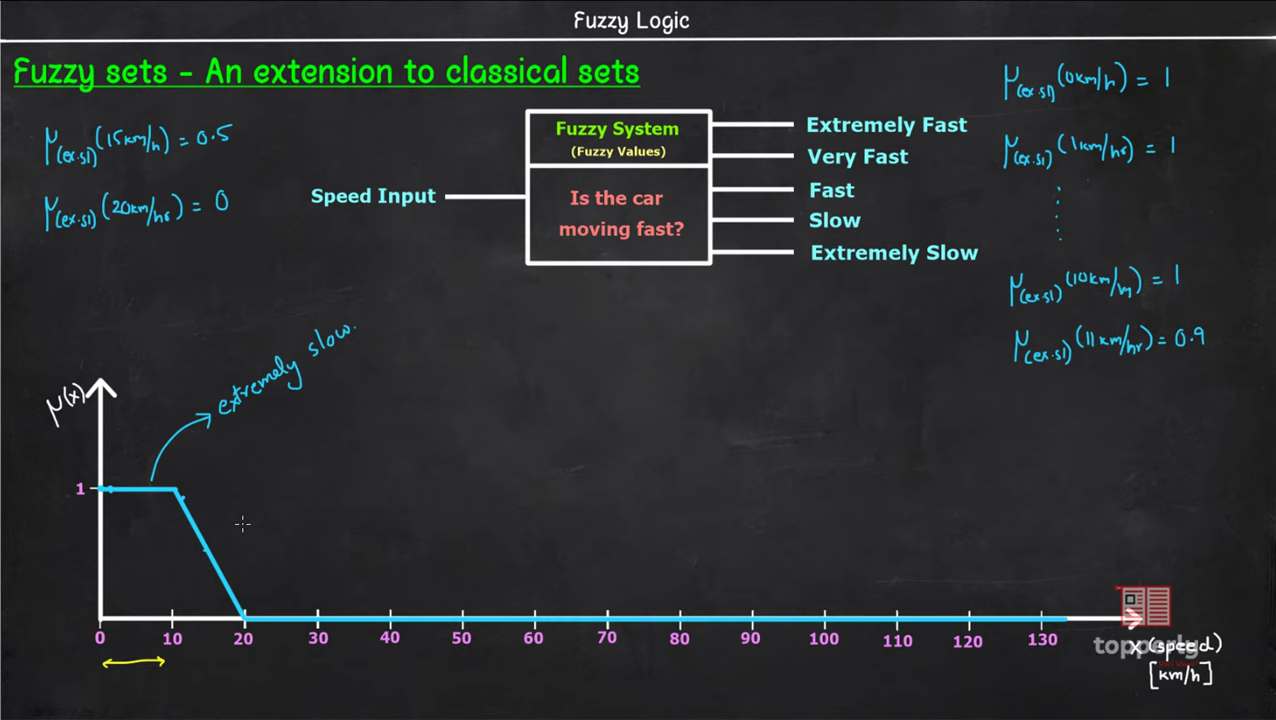 Fuzzy Logic
Fuzzy sets - An extension to classical sets
μ(ex.sl)(15km/h) = 0.5
μ(ex.sl)(20km/hr) = 0
Speed Input
Fuzzy System
(Fuzzy Values)
Is the car
moving fast?
Extremely Fast
Very Fast
Fast
Slow
Extremely Slow
μ(ex.sl)(0km/h) = 1
μ(ex.sl)(1km/hr) = 1
μ(ex.sl)(10km/h) = 1
μ(ex.sl)(11km/hr) = 0.9
extremely slow.
μ(x)
1
0 10 20 30 40 50 60 70 80 90 100 110 120 130
x (speed)
[km/h]
topperly